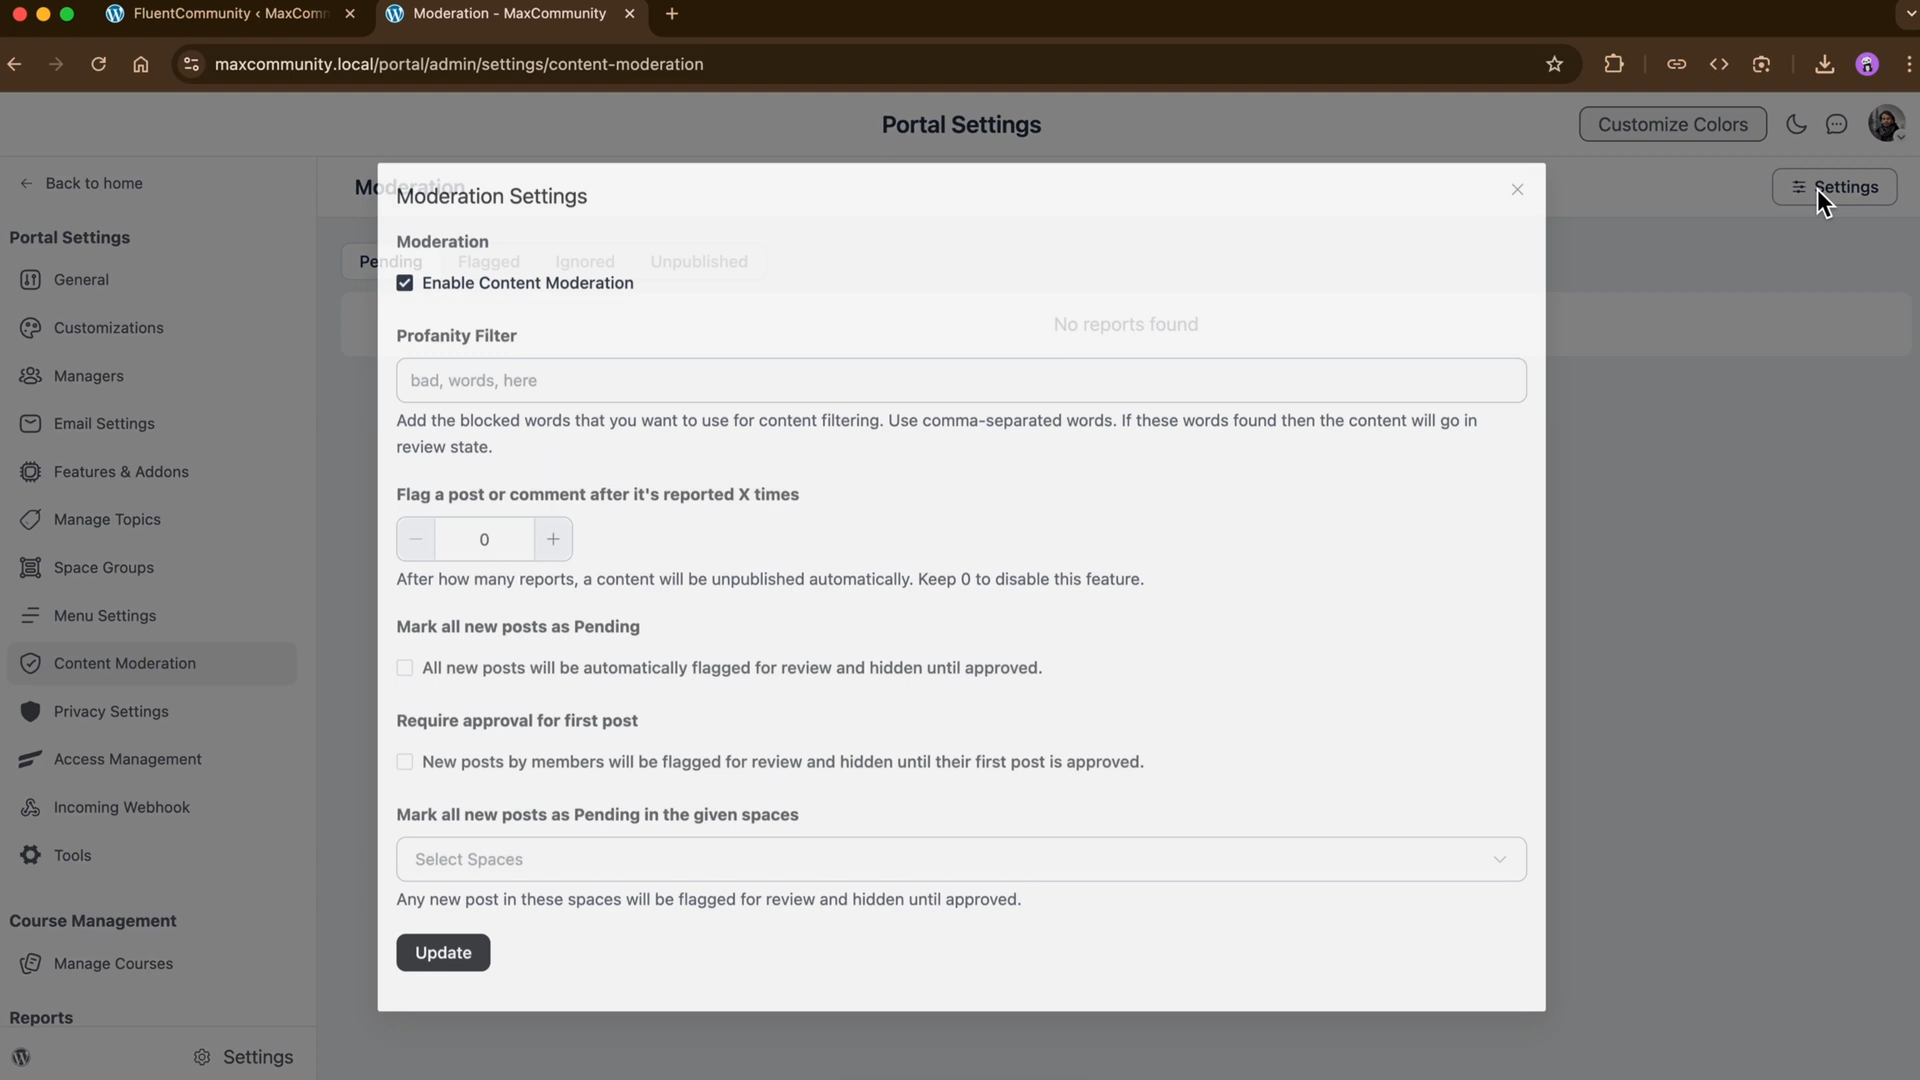 FluentCommunity ‹ MaxComm
Moderation - MaxCommunity
maxcommunity.local/portal/admin/settings/content-moderation
Portal Settings
Customize Colors
Back to home
Portal Settings
General
Customizations
Managers
Email Settings
Features & Addons
Manage Topics
Space Groups
Menu Settings
Content Moderation
Privacy Settings
Access Management
Incoming Webhook
Tools
Course Management
Manage Courses
Reports
Settings
Moderation
Settings
Pending
Flagged
Ignored
Unpublished
No reports found
Moderation Settings
Moderation
Enable Content Moderation
Profanity Filter
bad, words, here
Add the blocked words that you want to use for content filtering. Use comma-separated words. If these words found then the content will go in
review state.
Flag a post or comment after it's reported X times
0
After how many reports, a content will be unpublished automatically. Keep 0 to disable this feature.
Mark all new posts as Pending
All new posts will be automatically flagged for review and hidden until approved.
Require approval for first post
New posts by members will be flagged for review and hidden until their first post is approved.
Mark all new posts as Pending in the given spaces
Select Spaces
Any new post in these spaces will be flagged for review and hidden until approved.
Update